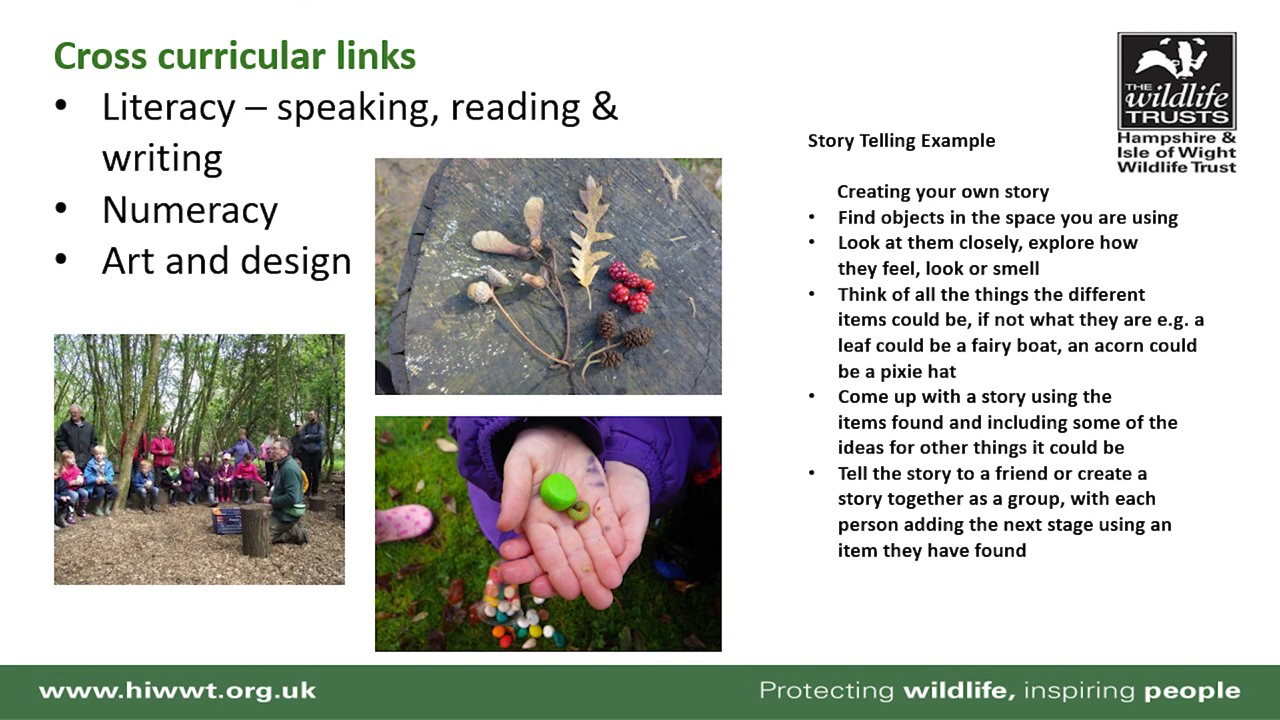 Cross curricular links
• Literacy – speaking, reading &
writing
• Numeracy
• Art and design
THE
wildlife
TRUSTS
Hampshire &
Isle of Wight
Wildlife Trust
Story Telling Example
Creating your own story
• Find objects in the space you are using
• Look at them closely, explore how
they feel, look or smell
• Think of all the things the different
items could be, if not what they are e.g. a
leaf could be a fairy boat, an acorn could
be a pixie hat
• Come up with a story using the
items found and including some of the
ideas for other things it could be
• Tell the story to a friend or create a
story together as a group, with each
person adding the next stage using an
item they have found
www.hiwwt.org.uk
Protecting wildlife, inspiring people